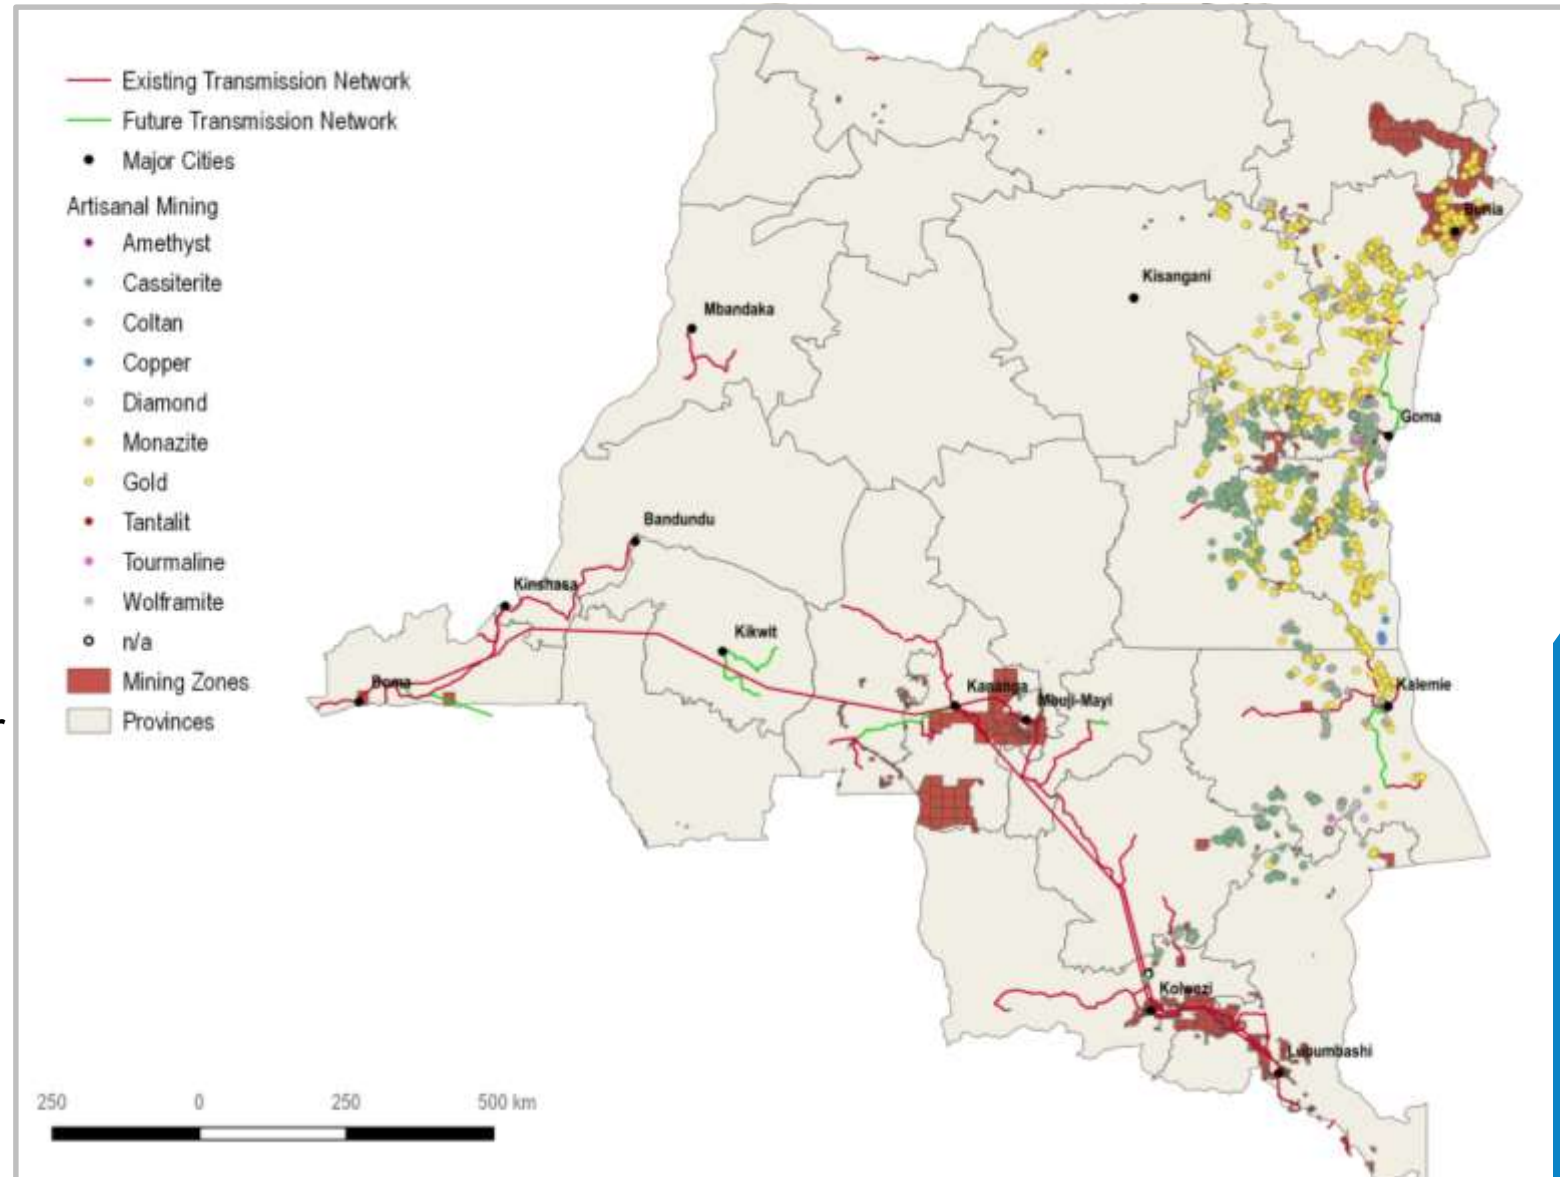 Existing Transmission Network
Future Transmission Network
Major Cities
Artisanal Mining
Amethyst
Cassiterite
Coltan
Copper
Diamond
Monazite
Gold
Tantalit
Tourmaline
Wolframite
n/a
Mining Zones
Provinces
Bunia
Kisangani
Mbandaka
Goma
Bandundu
Kinshasa
Kikwit
Boma
Kananga
Mbuji-Mayi
Kalemie
Kolwezi
Lubumbashi
250 0 250 500 km